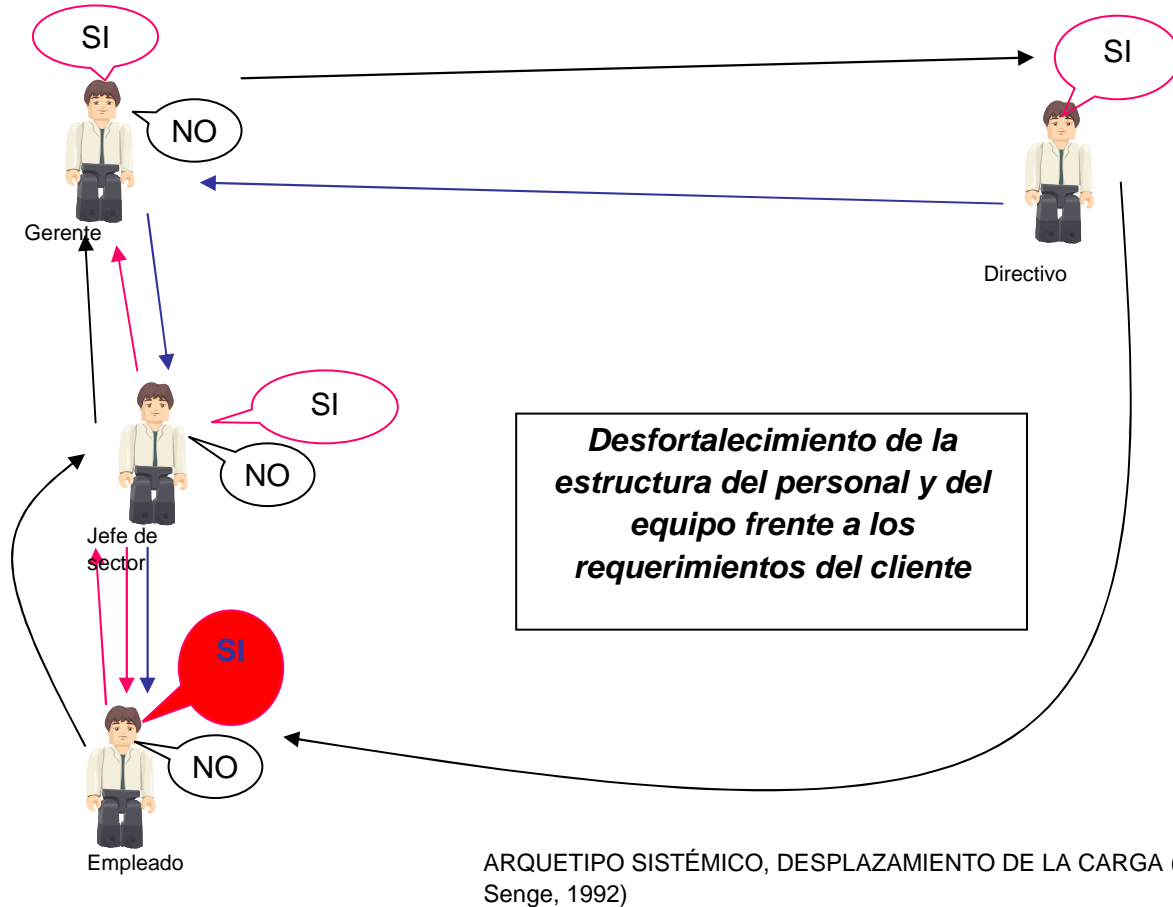 SI
SI
NO
Gerente
Directivo
SI
NO
Jefe de
sector
Desfortalecimiento de la
estructura del personal y del
equipo frente a los
requerimientos del cliente
SI
NO
Empleado
ARQUETIPO SISTÉMICO, DESPLAZAMIENTO DE LA CARGA (
Senge, 1992)